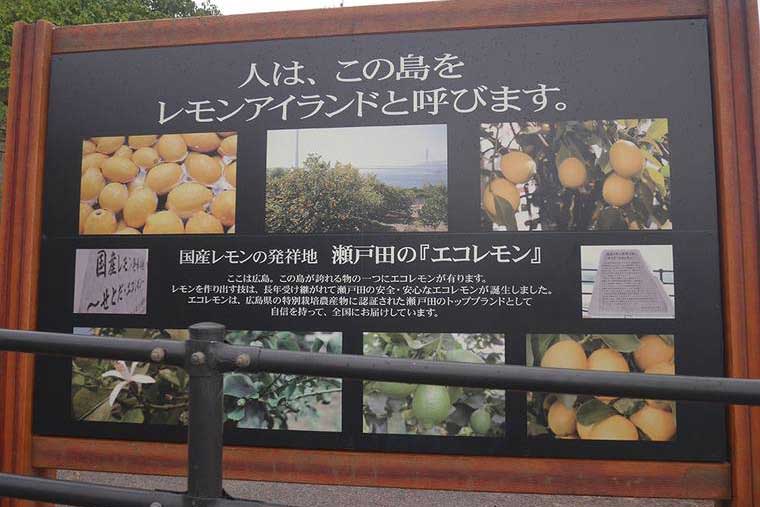 人は、この島を
レモンアイランドと呼びます。
国産レモンの発祥地 瀬戸田の『エコレモン』
ここは広島。この島が誇れる物の一つにエコレモンが有ります。
レモンを作り出す技は、長年受け継がれて瀬戸田の安全・安心なエコレモンが誕生しました。
エコレモンは、広島県の特別栽培農産物に認証された瀬戸田のトップブランドとして
自信を持って、全国にお届けしています。
国産レモン